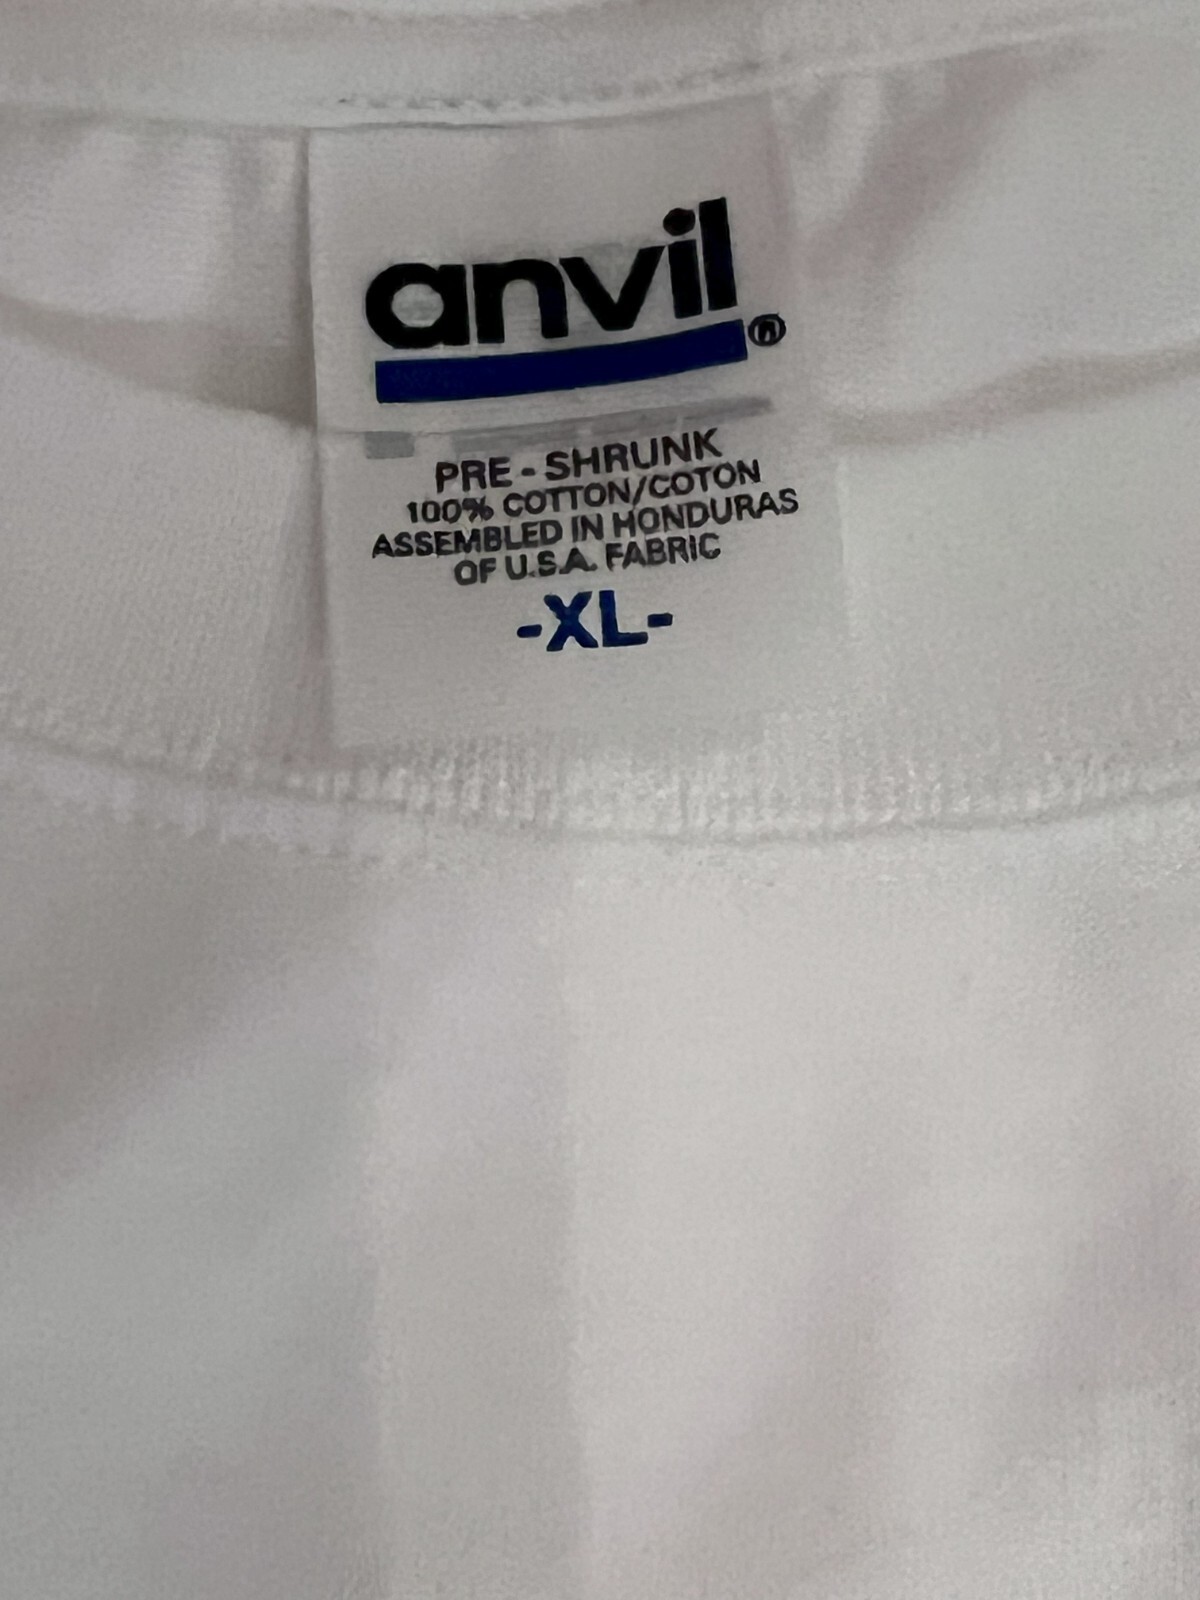 anvil®
PRE - SHRUNK
100% COTTON/COTON
ASSEMBLED IN HONDURAS
OF U.S.A. FABRIC
-XL-